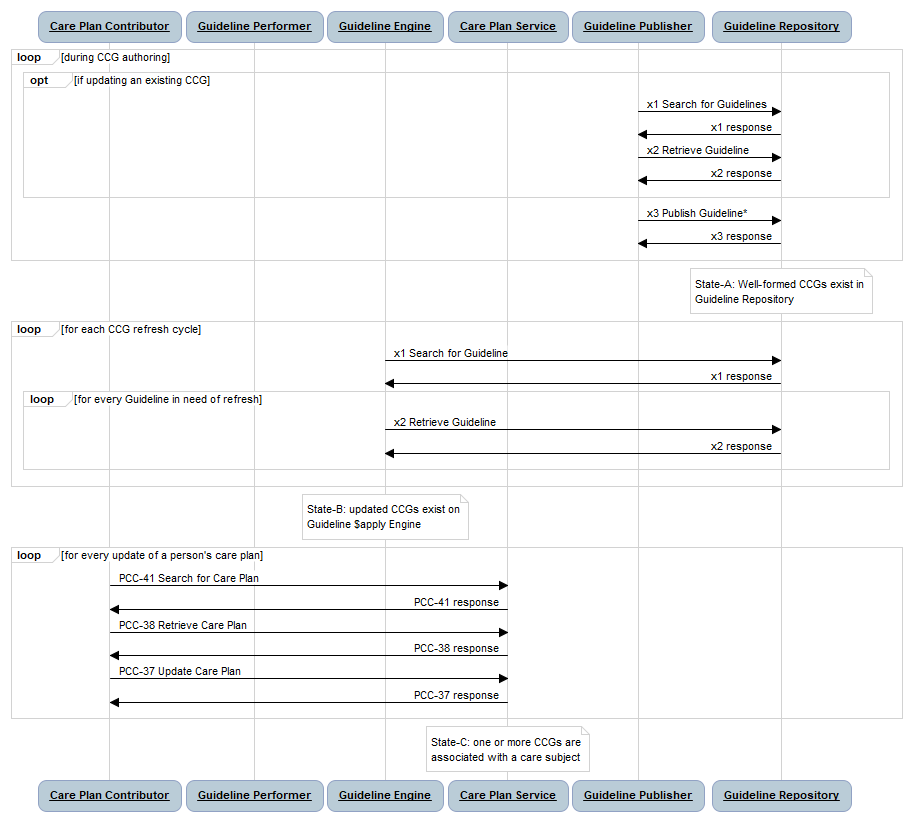 Care Plan Contributor
Guideline Performer
Guideline Engine
Care Plan Service
Guideline Publisher
Guideline Repository
loop
[during CCG authoring]
opt
[if updating an existing CCG]
x1 Search for Guidelines
x1 response
x2 Retrieve Guideline
x2 response
x3 Publish Guideline*
x3 response
State-A: Well-formed CCGs exist in
Guideline Repository
loop
[for each CCG refresh cycle]
x1 Search for Guideline
x1 response
loop
[for every Guideline in need of refresh]
x2 Retrieve Guideline
x2 response
State-B: updated CCGs exist on
Guideline $apply Engine
loop
[for every update of a person's care plan]
PCC-41 Search for Care Plan
PCC-41 response
PCC-38 Retrieve Care Plan
PCC-38 response
PCC-37 Update Care Plan
PCC-37 response
State-C: one or more CCGs are
associated with a care subject
Care Plan Contributor
Guideline Performer
Guideline Engine
Care Plan Service
Guideline Publisher
Guideline Repository